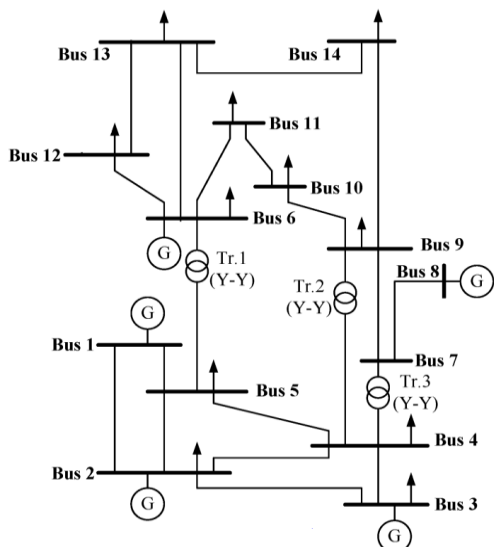 Bus 13
Bus 14
Bus 11
Bus 12
Bus 10
Bus 6
G
Tr.1
(Y-Y)
Bus 9
Bus 8
G
Tr.2
(Y-Y)
G
Bus 1
Bus 7
Tr.3
(Y-Y)
Bus 5
Bus 4
Bus 2
G
Bus 3
G